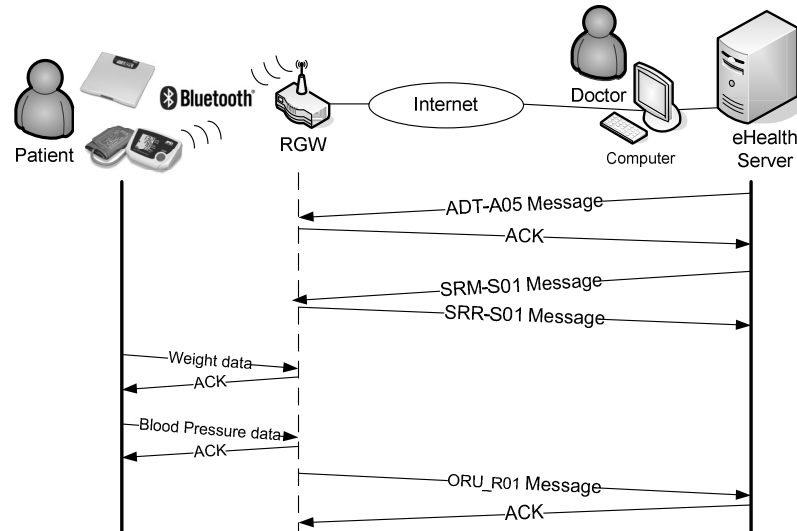 Bluetooth
Patient
RGW
Internet
Doctor
Computer
eHealth
Server
ADT-A05 Message
ACK
SRM-S01 Message
SRR-S01 Message
Weight data
ACK
Blood Pressure data
ACK
ORU_R01 Message
ACK